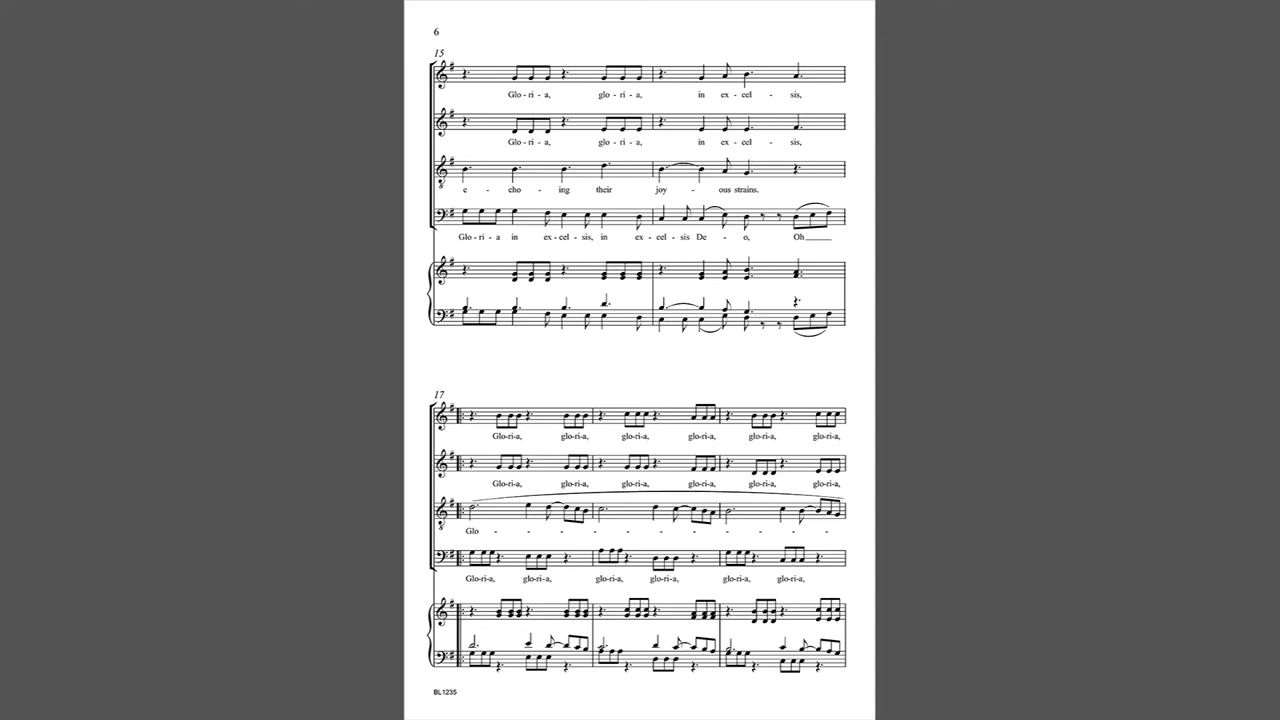 6
15
Glo - ri - a, glo - ri - a, in ex - cel - sis,
Glo - ri - a, glo - ri - a, in ex - cel - sis,
e - cho - ing their joy - ous strains.
Glo - ri - a in ex - cel - sis, in ex - cel - sis De - o, Oh
17
Glo-ri-a, glo-ri-a, glo-ri-a, glo-ri-a, glo-ri-a, glo-ri-a,
Glo-ri-a, glo-ri-a, glo-ri-a, glo-ri-a, glo-ri-a, glo-ri-a,
Glo - - - - - - - - -
Glo-ri-a, glo-ri-a, glo-ri-a, glo-ri-a, glo-ri-a, glo-ri-a,
BL1235